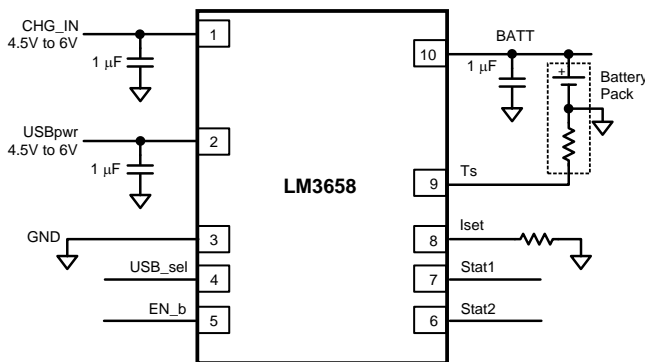 CHG_IN
4.5V to 6V
1 µF
1
USBpwr
4.5V to 6V
1 µF
2
GND
3
USB_sel
4
EN_b
5
LM3658
10
BATT
1 µF
+
Battery
Pack
9
Ts
8
Iset
7
Stat1
6
Stat2